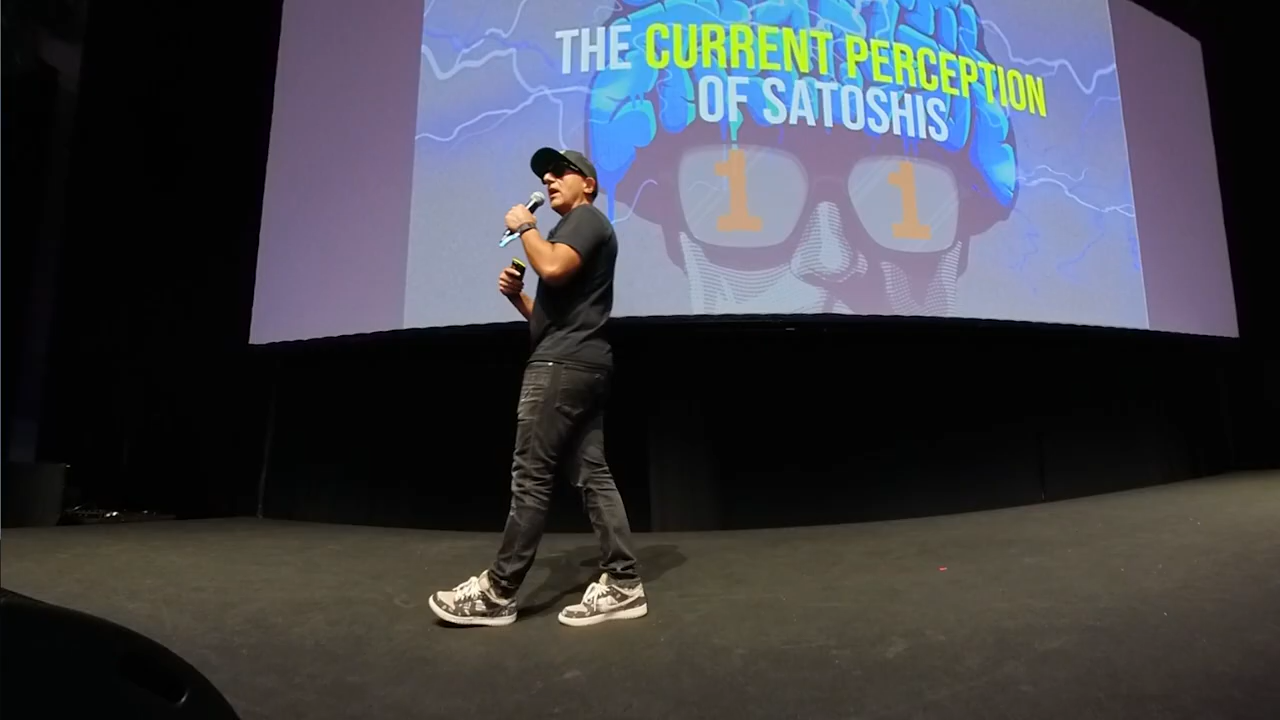 THE CURRENT PERCEPTION
OF SATOSHIS
1 1